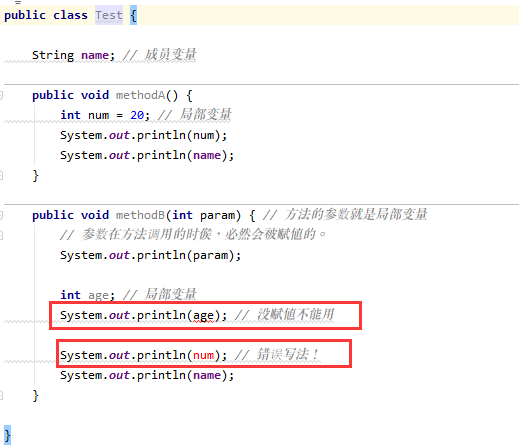 public class Test {
String name; // 成员变量
public void methodA() {
int num = 20; // 局部变量
System.out.println(num);
System.out.println(name);
}
public void methodB(int param) { // 方法的参数就是局部变量
// 参数在方法调用的时候，必然会被赋值的。
System.out.println(param);
int age; // 局部变量
System.out.println(age); // 没赋值不能用
System.out.println(num); // 错误写法！
System.out.println(name);
}
}